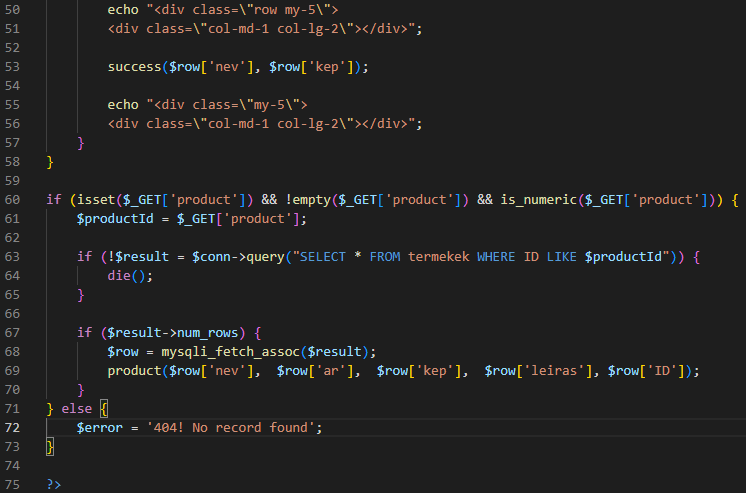 50 echo "<div class=\"row my-5\">
51 <div class=\"col-md-1 col-lg-2\"></div>";
52
53 success($row['nev'], $row['kep']);
54
55 echo "<div class=\"my-5\">
56 <div class=\"col-md-1 col-lg-2\"></div>";
57 }
58 }
59
60 if (isset($_GET['product']) && !empty($_GET['product']) && is_numeric($_GET['product'])) {
61 $productId = $_GET['product'];
62
63 if (!$result = $conn->query("SELECT * FROM termekek WHERE ID LIKE $productId")) {
64 die();
65 }
66
67 if ($result->num_rows) {
68 $row = mysqli_fetch_assoc($result);
69 product($row['nev'],  $row['ar'],  $row['kep'],  $row['leiras'], $row['ID']);
70 }
71 } else {
72 $error = '404! No record found';
73 }
74
75 ?>